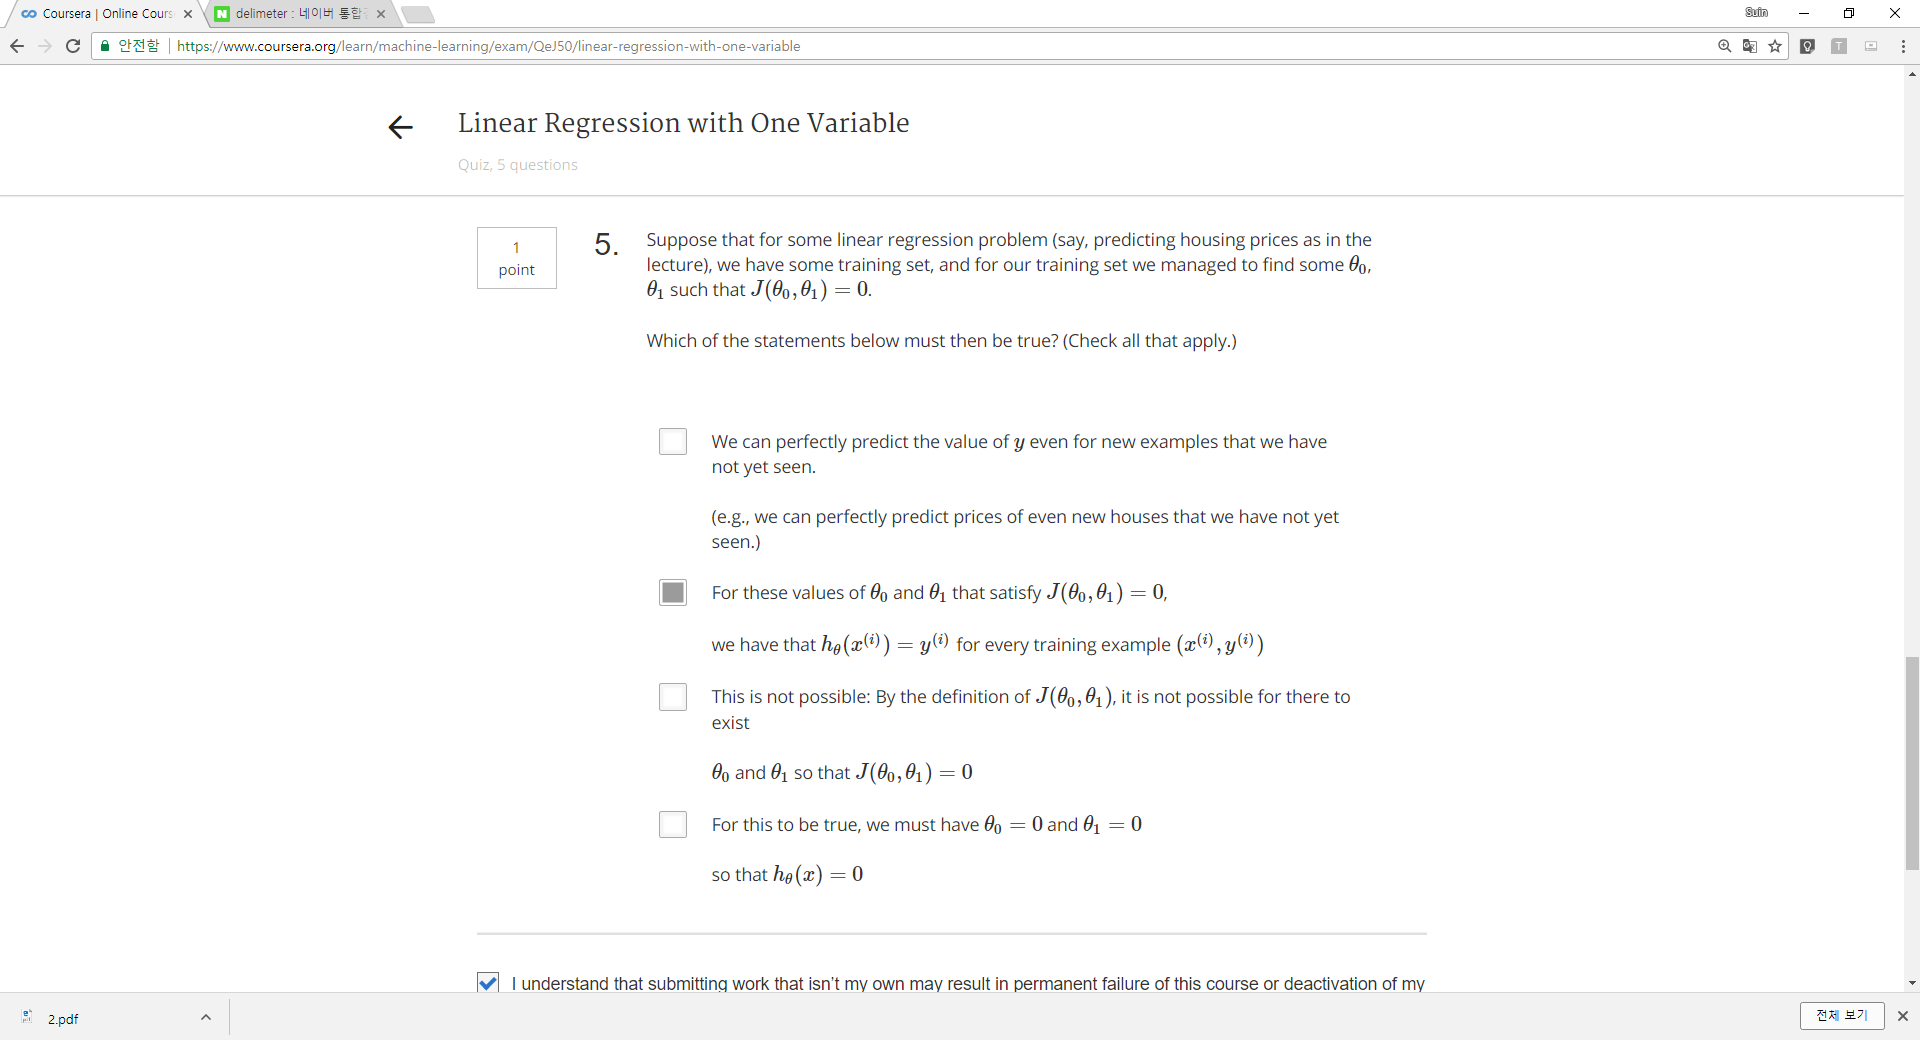 Coursera | Online Cours
delimeter : 네이버 통합
Suin
안전함
https://www.coursera.org/learn/machine-learning/exam/QeJ50/linear-regression-with-one-variable
Linear Regression with One Variable
Quiz, 5 questions
1
point
5.
Suppose that for some linear regression problem (say, predicting housing prices as in the
lecture), we have some training set, and for our training set we managed to find some θ₀,
θ₁ such that J(θ₀, θ₁) = 0.
Which of the statements below must then be true? (Check all that apply.)
We can perfectly predict the value of y even for new examples that we have
not yet seen.
(e.g., we can perfectly predict prices of even new houses that we have not yet
seen.)
For these values of θ₀ and θ₁ that satisfy J(θ₀, θ₁) = 0,
we have that h_θ(x⁽ⁱ⁾) = y⁽ⁱ⁾ for every training example (x⁽ⁱ⁾, y⁽ⁱ⁾)
This is not possible: By the definition of J(θ₀, θ₁), it is not possible for there to
exist
θ₀ and θ₁ so that J(θ₀, θ₁) = 0
For this to be true, we must have θ₀ = 0 and θ₁ = 0
so that h_θ(x) = 0
I understand that submitting work that isn't my own may result in permanent failure of this course or deactivation of my
2.pdf
전체 보기